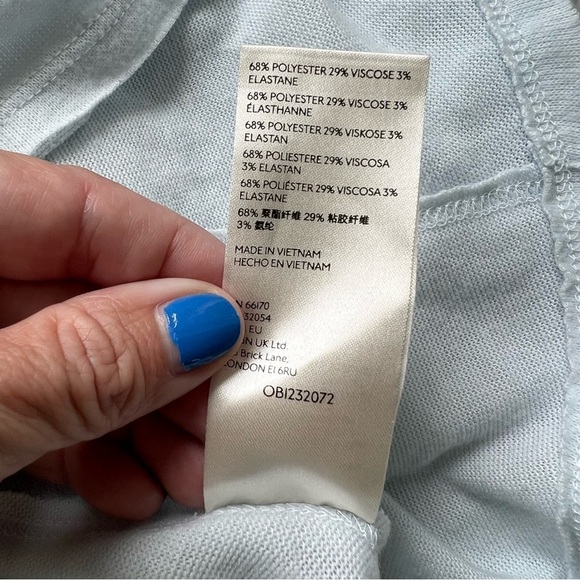 68% POLYESTER 29% VISCOSE 3%
ELASTANE
68% POLYESTER 29% VISCOSE 3%
ÉLASTHANNE
68% POLYESTER 29% VISKOSE 3%
ELASTAN
68% POLIESTERE 29% VISCOSA
3% ELASTAN
68% POLIÉSTER 29% VISCOSA 3%
ELASTANE
68% 聚酯纤维 29% 粘胶纤维
3% 氨纶
MADE IN VIETNAM
HECHO EN VIETNAM
66170
32054
EU
UK Ltd.
Brick Lane,
LONDON E1 6RU
OB1232072